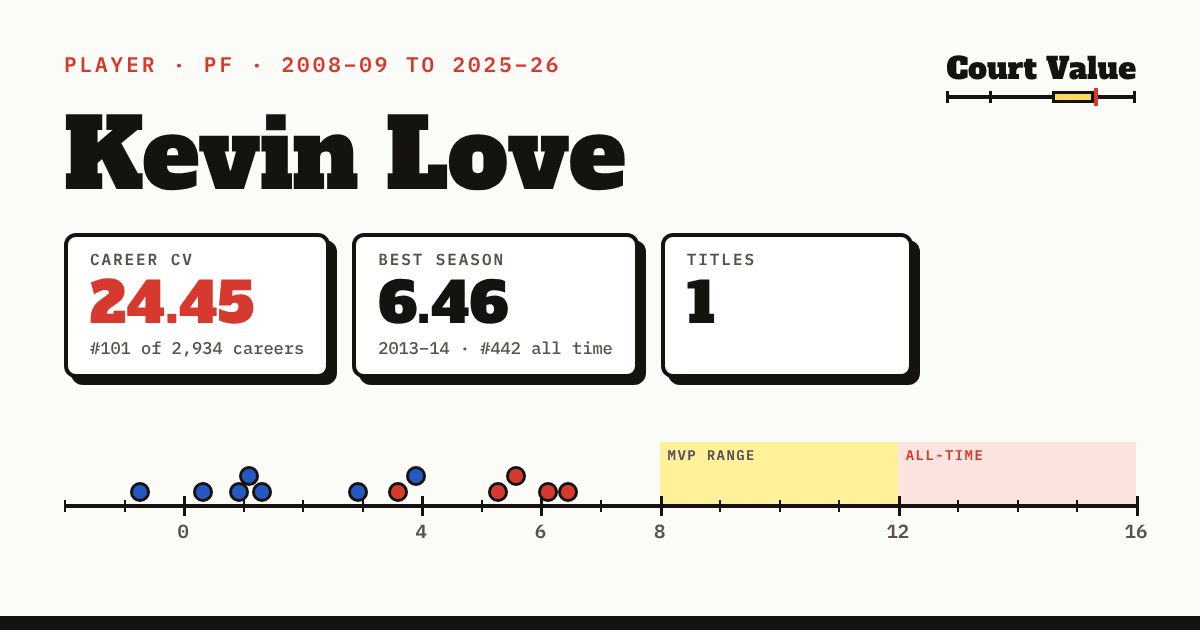 PLAYER · PF · 2008–09 TO 2025–26
Court Value
Kevin Love
CAREER CV
24.45
#101 of 2,934 careers
BEST SEASON
6.46
2013–14 · #442 all time
TITLES
1
MVP RANGE
ALL-TIME
0 4 6 8 12 16